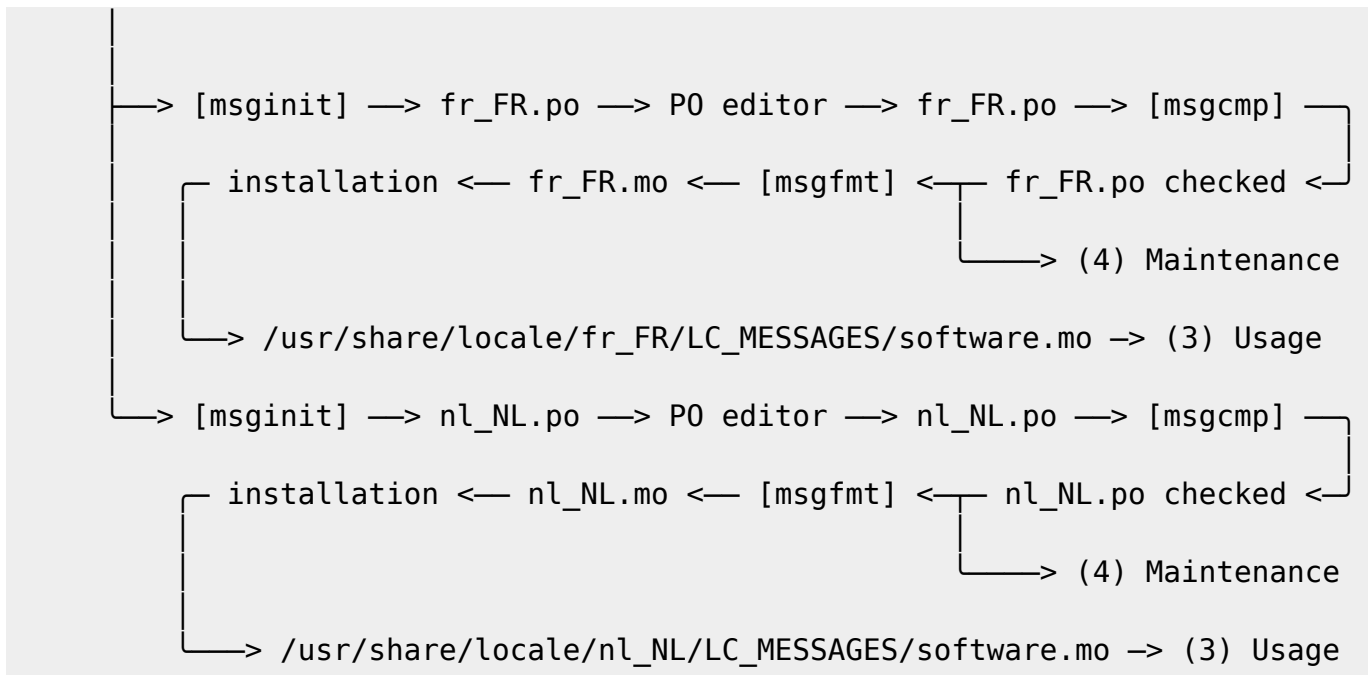 ——> [msginit] ——> fr_FR.po ——> PO editor ——> fr_FR.po ——> [msgcmp] ——
installation <—— fr_FR.mo <—— [msgfmt] <—— fr_FR.po checked <—
————> (4) Maintenance
——> /usr/share/locale/fr_FR/LC_MESSAGES/software.mo —> (3) Usage
——> [msginit] ——> nl_NL.po ——> PO editor ——> nl_NL.po ——> [msgcmp] ——
installation <—— nl_NL.mo <—— [msgfmt] <—— nl_NL.po checked <—
————> (4) Maintenance
———> /usr/share/locale/nl_NL/LC_MESSAGES/software.mo —> (3) Usage